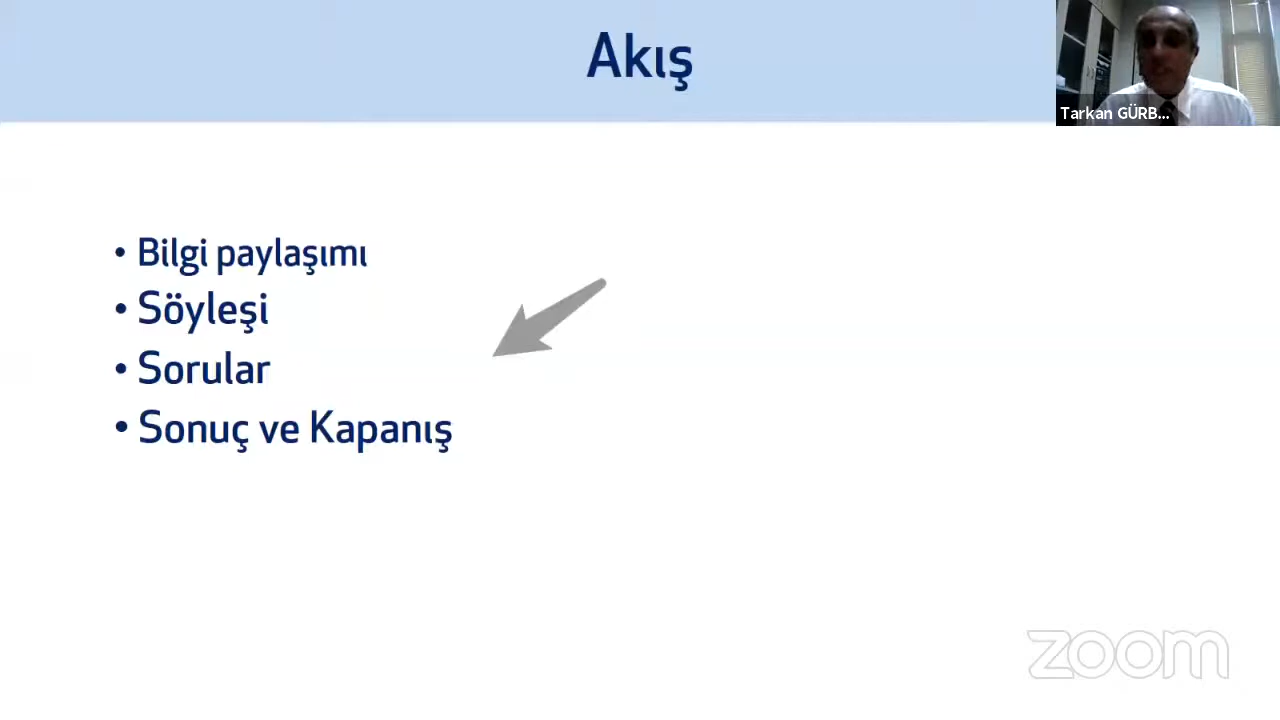 Akış
Tarkan GÜRB...
• Bilgi paylaşımı
• Söyleşi
• Sorular
• Sonuç ve Kapanış
zoom